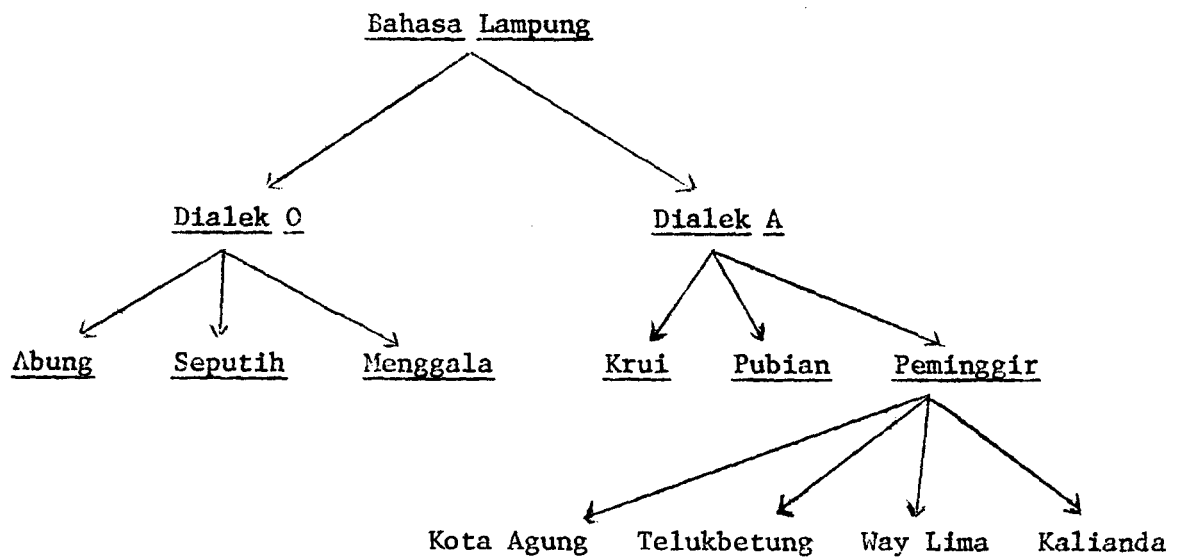 Bahasa Lampung
Dialek O Dialek A
Abung Seputih Menggala Krui Pubian Peminggir
Kota Agung Telukbetung Way Lima Kalianda